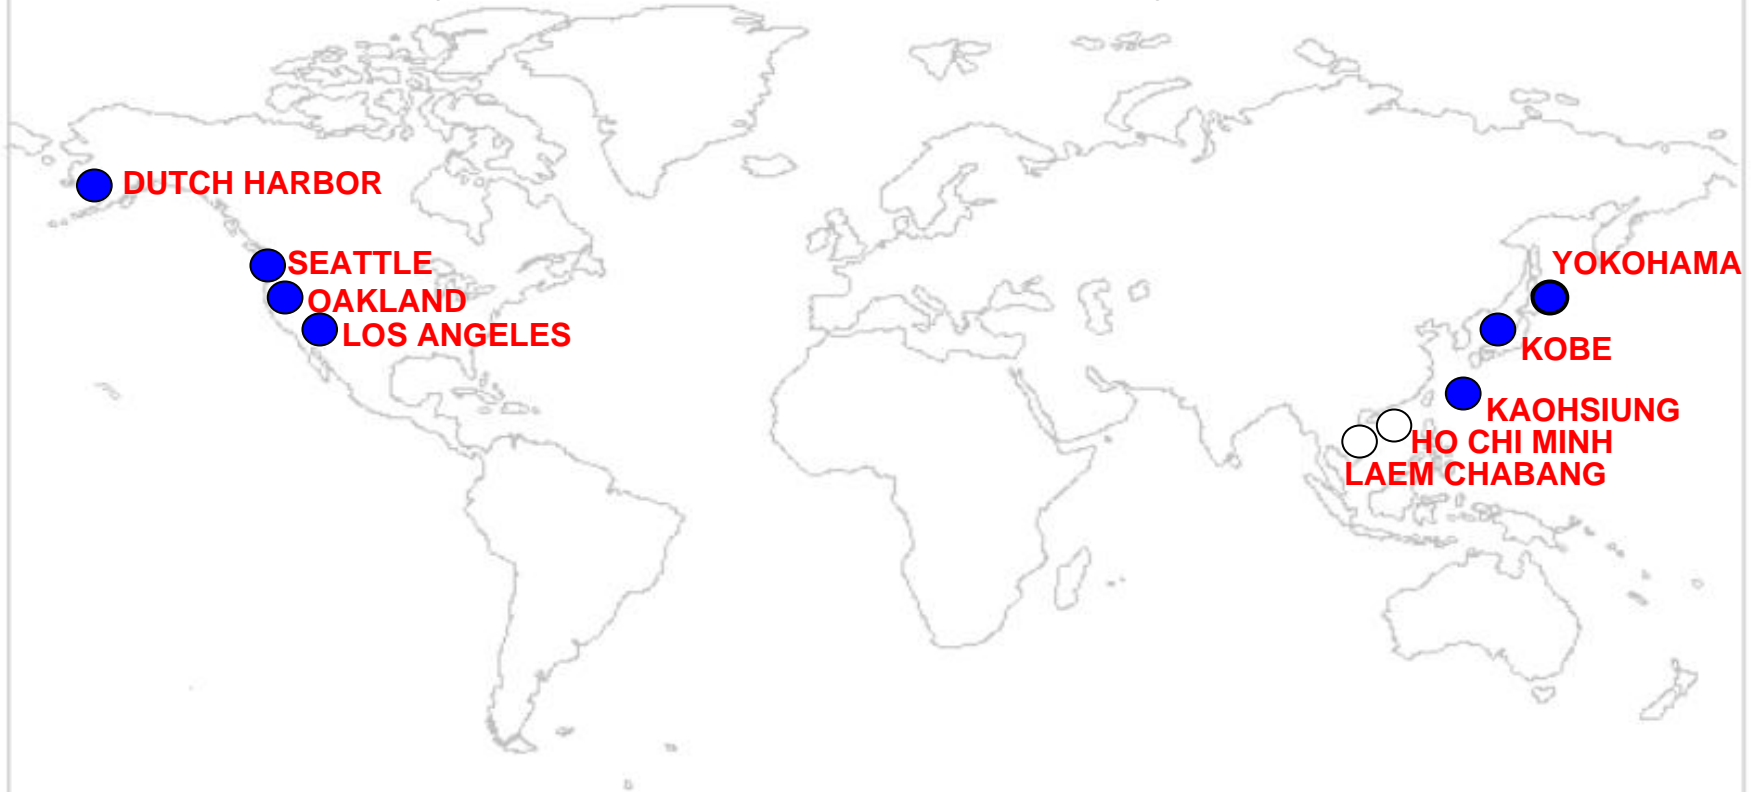 DUTCH HARBOR
SEATTLE
OAKLAND
LOS ANGELES
YOKOHAMA
KOBE
KAOHSIUNG
HO CHI MINH
LAEM CHABANG